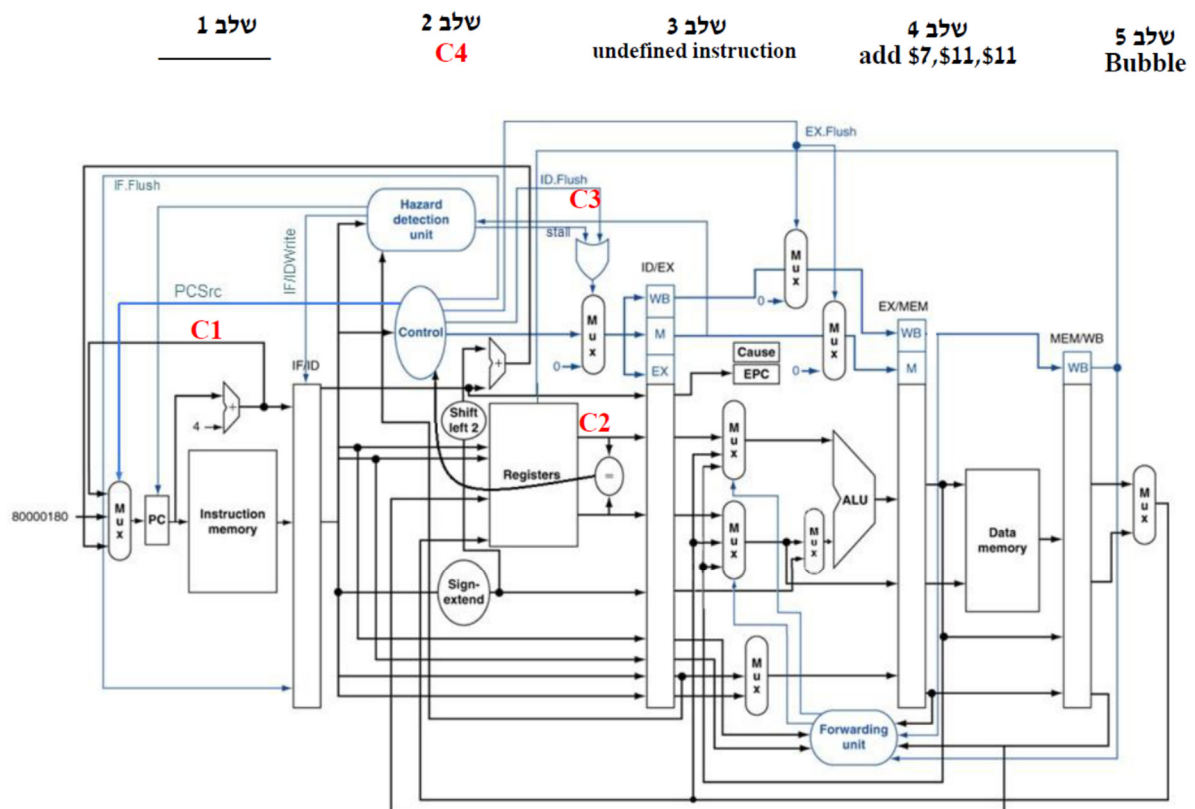 שלב 1
שלב 2
C4
שלב 3
undefined instruction
שלב 4
add $7,$11,$11
שלב 5
Bubble
EX.Flush
IF.Flush
ID.Flush
C3
Hazard
detection
unit
stall
IF/IDWrite
ID/EX
Mux
PCSrc
Control
Mux
WB
M
EX
0
0
Mux
EX/MEM
WB
M
MEM/WB
WB
C1
IF/ID
+
+
4
0
Cause
EPC
Shift
left 2
C2
Registers
=
Mux
ALU
80000180
Mux
PC
Instruction
memory
Mux
Mux
Data
memory
Mux
Sign-
extend
Mux
Forwarding
unit